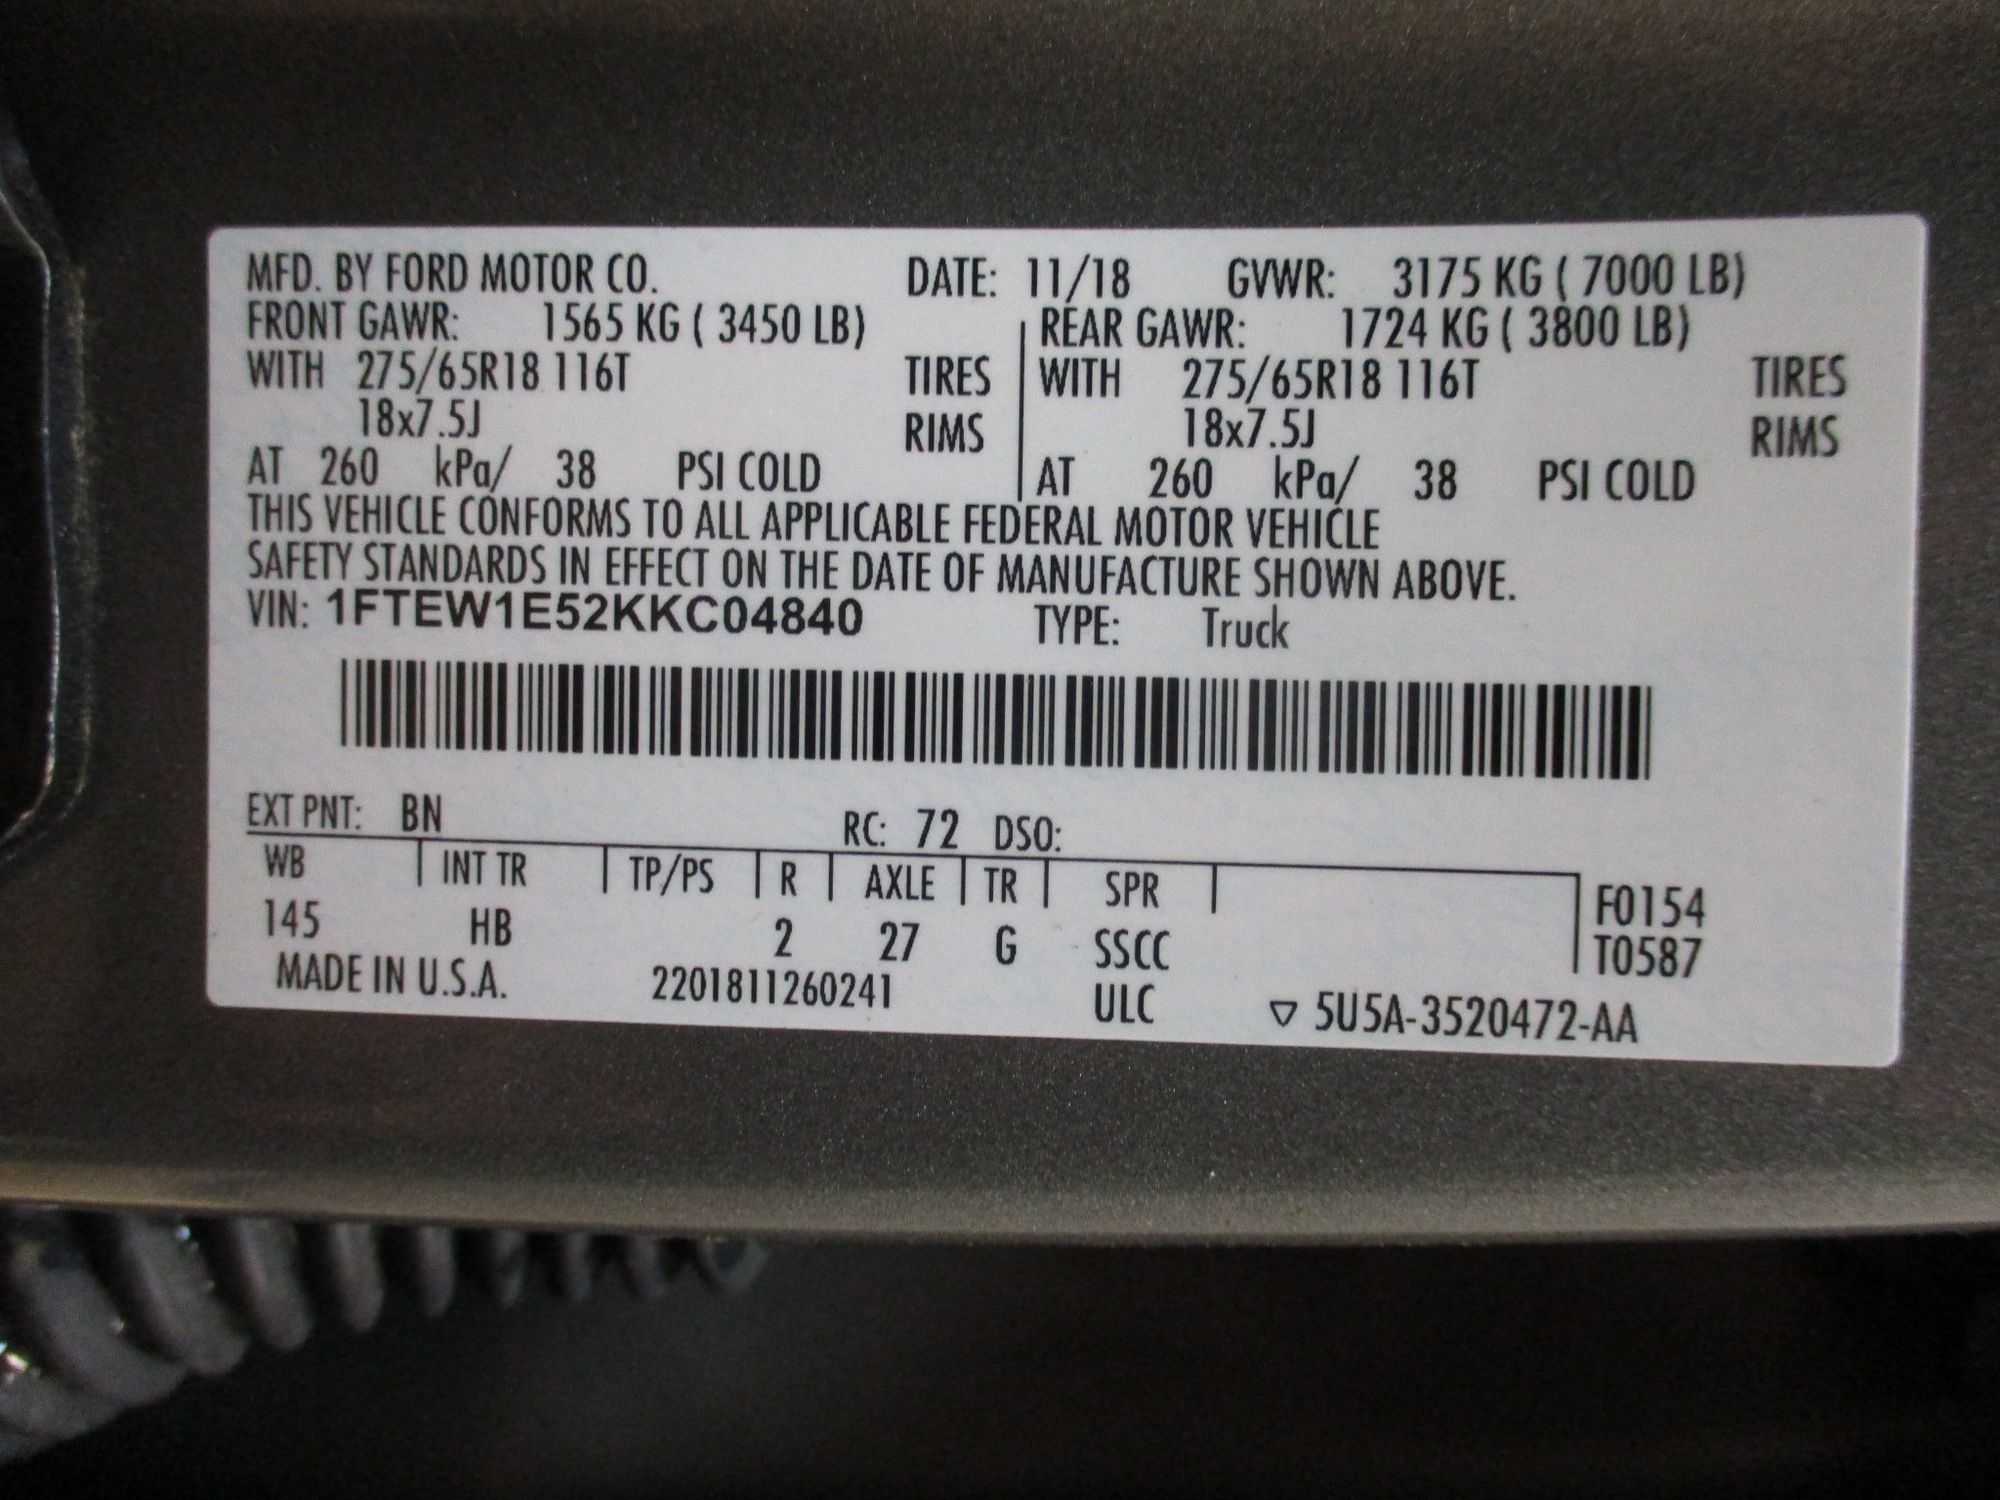 MFD. BY FORD MOTOR CO. DATE: 11/18 GVWR: 3175 KG ( 7000 LB)
FRONT GAWR: 1565 KG ( 3450 LB) REAR GAWR: 1724 KG ( 3800 LB)
WITH 275/65R18 116T TIRES WITH 275/65R18 116T TIRES
18x7.5J RIMS 18x7.5J RIMS
AT 260 kPa/ 38 PSI COLD AT 260 kPa/ 38 PSI COLD
THIS VEHICLE CONFORMS TO ALL APPLICABLE FEDERAL MOTOR VEHICLE
SAFETY STANDARDS IN EFFECT ON THE DATE OF MANUFACTURE SHOWN ABOVE.
VIN: 1FTEW1E52KKC04840 TYPE: Truck
EXT PNT: BN RC: 72 DSO:
WB INT TR TP/PS R AXLE TR SPR F0154
145 HB 2 27 G SSCC T0587
MADE IN U.S.A. 2201811260241 ULC ▽ 5U5A-3520472-AA